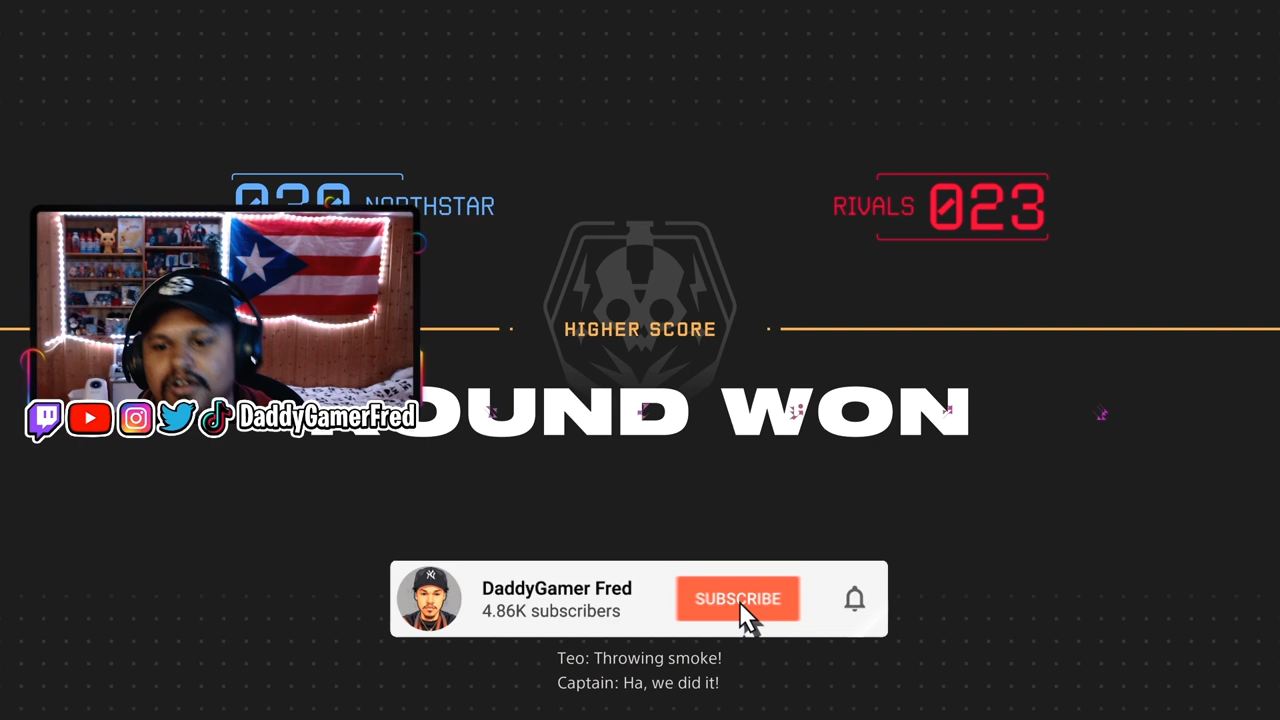 NORTHSTAR
RIVALS 023
HIGHER SCORE
ROUND WON
DaddyGamerFred
DaddyGamer Fred
4.86K subscribers
SUBSCRIBE
Teo: Throwing smoke!
Captain: Ha, we did it!